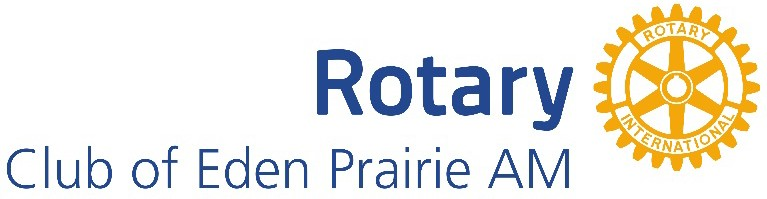 Rotary
Club of Eden Prairie AM
ROTARY
INTERNATIONAL